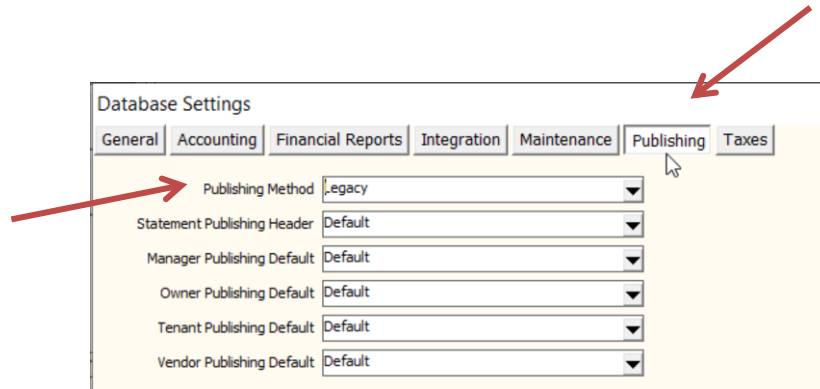 Database Settings
General Accounting Financial Reports Integration Maintenance Publishing Taxes
Publishing Method Legacy
Statement Publishing Header Default
Manager Publishing Default Default
Owner Publishing Default Default
Tenant Publishing Default Default
Vendor Publishing Default Default